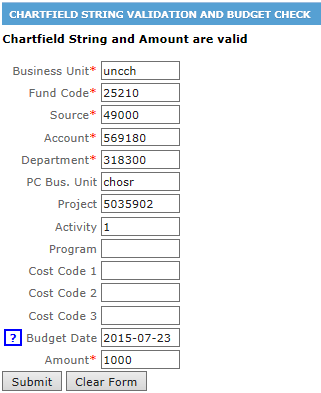 CHARTFIELD STRING VALIDATION AND BUDGET CHECK
Chartfield String and Amount are valid
Business Unit* uncch
Fund Code* 25210
Source* 49000
Account* 569180
Department* 318300
PC Bus. Unit chosr
Project 5035902
Activity 1
Program
Cost Code 1
Cost Code 2
Cost Code 3
? Budget Date 2015-07-23
Amount* 1000
Submit Clear Form